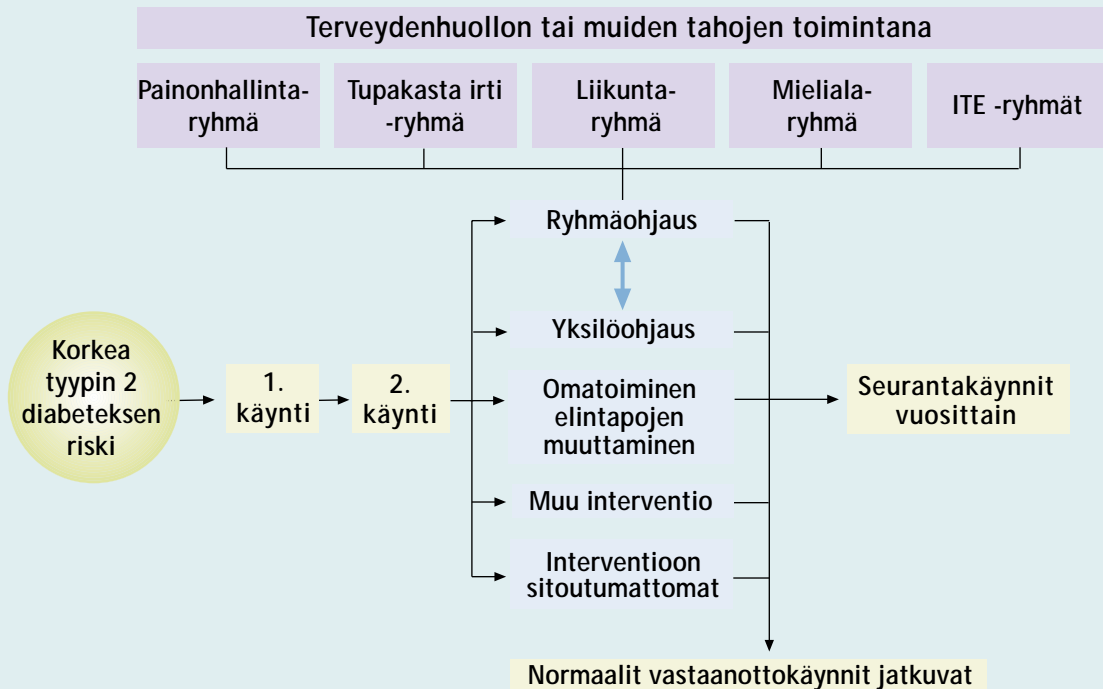 Terveydenhuollon tai muiden tahojen toimintana
Painonhallinta-
ryhmä
Tupakasta irti
-ryhmä
Liikunta-
ryhmä
Mieliala-
ryhmä
ITE -ryhmät
Ryhmäohjaus
Yksilöohjaus
Korkea
tyypin 2
diabeteksen
riski
1.
käynti
2.
käynti
Omatoiminen
elintapojen
muuttaminen
Seurantakäynnit
vuosittain
Muu interventio
Interventioon
sitoutumattomat
Normaalit vastaanottokäynnit jatkuvat